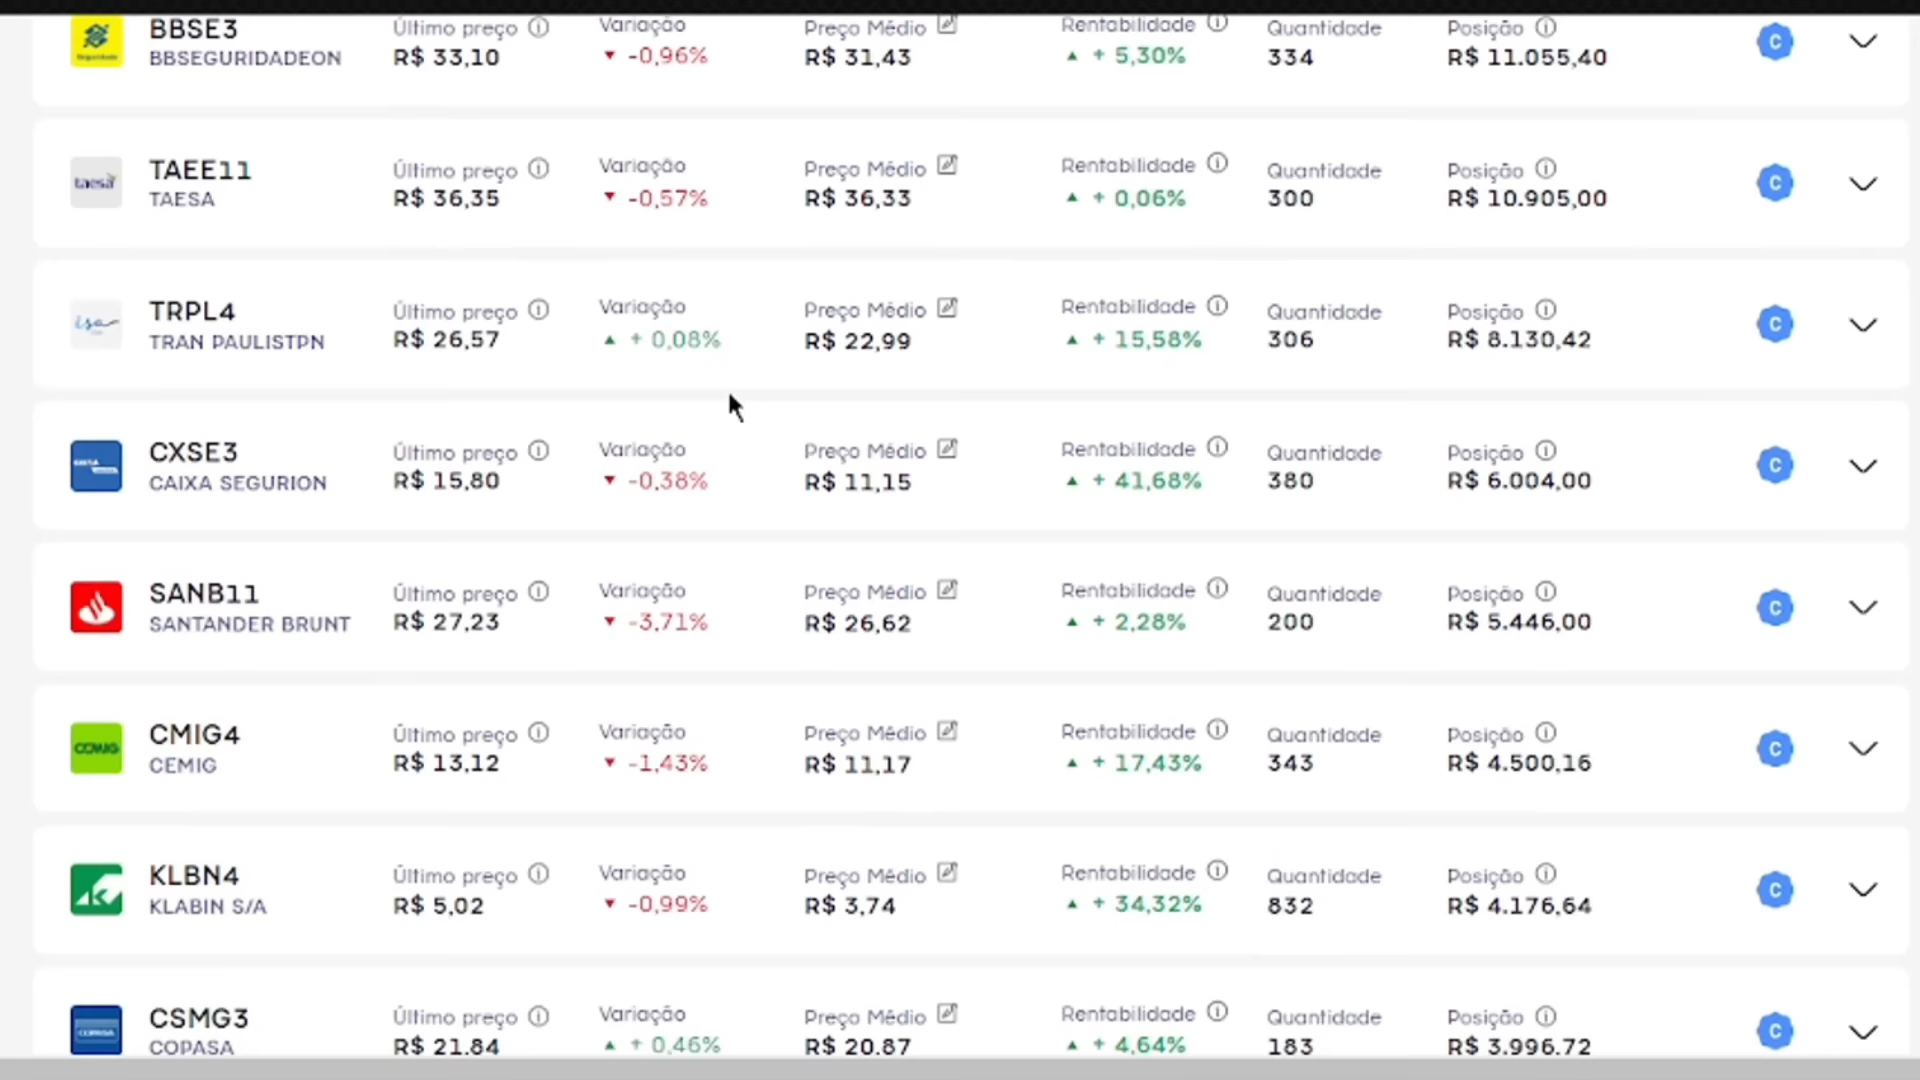 BBSE3
BBSEGURIDADEON
Último preço
R$ 33,10
Variação
-0,96%
Preço Médio
R$ 31,43
Rentabilidade
+ 5,30%
Quantidade
334
Posição
R$ 11.055,40
C
taesa
TAEE11
TAESA
Último preço
R$ 36,35
Variação
-0,57%
Preço Médio
R$ 36,33
Rentabilidade
+ 0,06%
Quantidade
300
Posição
R$ 10.905,00
C
isa
TRPL4
TRAN PAULISTPN
Último preço
R$ 26,57
Variação
+ 0,08%
Preço Médio
R$ 22,99
Rentabilidade
+ 15,58%
Quantidade
306
Posição
R$ 8.130,42
C
CXSE3
CAIXA SEGURION
Último preço
R$ 15,80
Variação
-0,38%
Preço Médio
R$ 11,15
Rentabilidade
+ 41,68%
Quantidade
380
Posição
R$ 6.004,00
C
SANB11
SANTANDER BRUNT
Último preço
R$ 27,23
Variação
-3,71%
Preço Médio
R$ 26,62
Rentabilidade
+ 2,28%
Quantidade
200
Posição
R$ 5.446,00
C
CEMIG
CMIG4
CEMIG
Último preço
R$ 13,12
Variação
-1,43%
Preço Médio
R$ 11,17
Rentabilidade
+ 17,43%
Quantidade
343
Posição
R$ 4.500,16
C
KLBN4
KLABIN S/A
Último preço
R$ 5,02
Variação
-0,99%
Preço Médio
R$ 3,74
Rentabilidade
+ 34,32%
Quantidade
832
Posição
R$ 4.176,64
C
COPASA
CSMG3
COPASA
Último preço
R$ 21,84
Variação
+ 0,46%
Preço Médio
R$ 20,87
Rentabilidade
+ 4,64%
Quantidade
183
Posição
R$ 3.996,72
C